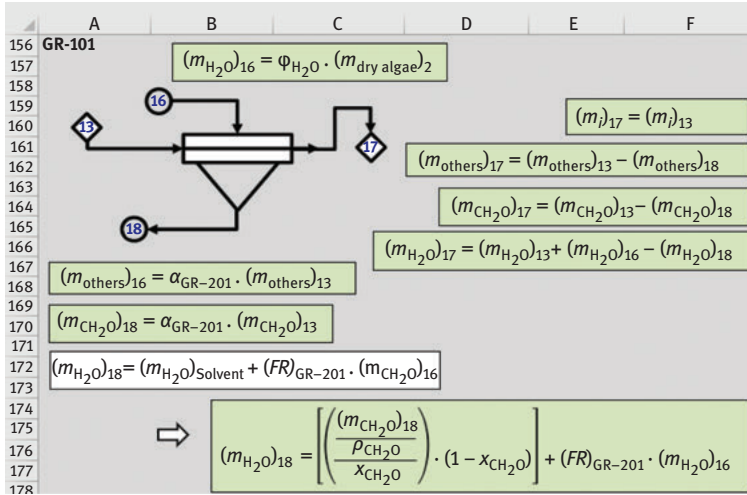 A B C D E F
156 GR-101
157 (m_H₂O)₁₆ = φ_H₂O · (m_dry algae)₂
158
159 16
160 13 (m_i)₁₇ = (m_i)₁₃
161 17
162 (m_others)₁₇ = (m_others)₁₃ − (m_others)₁₈
163
164 (m_CH₂O)₁₇ = (m_CH₂O)₁₃ − (m_CH₂O)₁₈
165 18
166 (m_H₂O)₁₇ = (m_H₂O)₁₃ + (m_H₂O)₁₆ − (m_H₂O)₁₈
167
168 (m_others)₁₆ = α_GR−201 · (m_others)₁₃
169
170 (m_CH₂O)₁₈ = α_GR−201 · (m_CH₂O)₁₃
171
172 (m_H₂O)₁₈ = (m_H₂O)_Solvent + (FR)_GR−201 · (m_CH₂O)₁₆
173
174
175
176 ⇨ (m_H₂O)₁₈ = [(((m_CH₂O)₁₈ / ρ_CH₂O) / x_CH₂O) · (1 − x_CH₂O)] + (FR)_GR−201 · (m_H₂O)₁₆
177
178